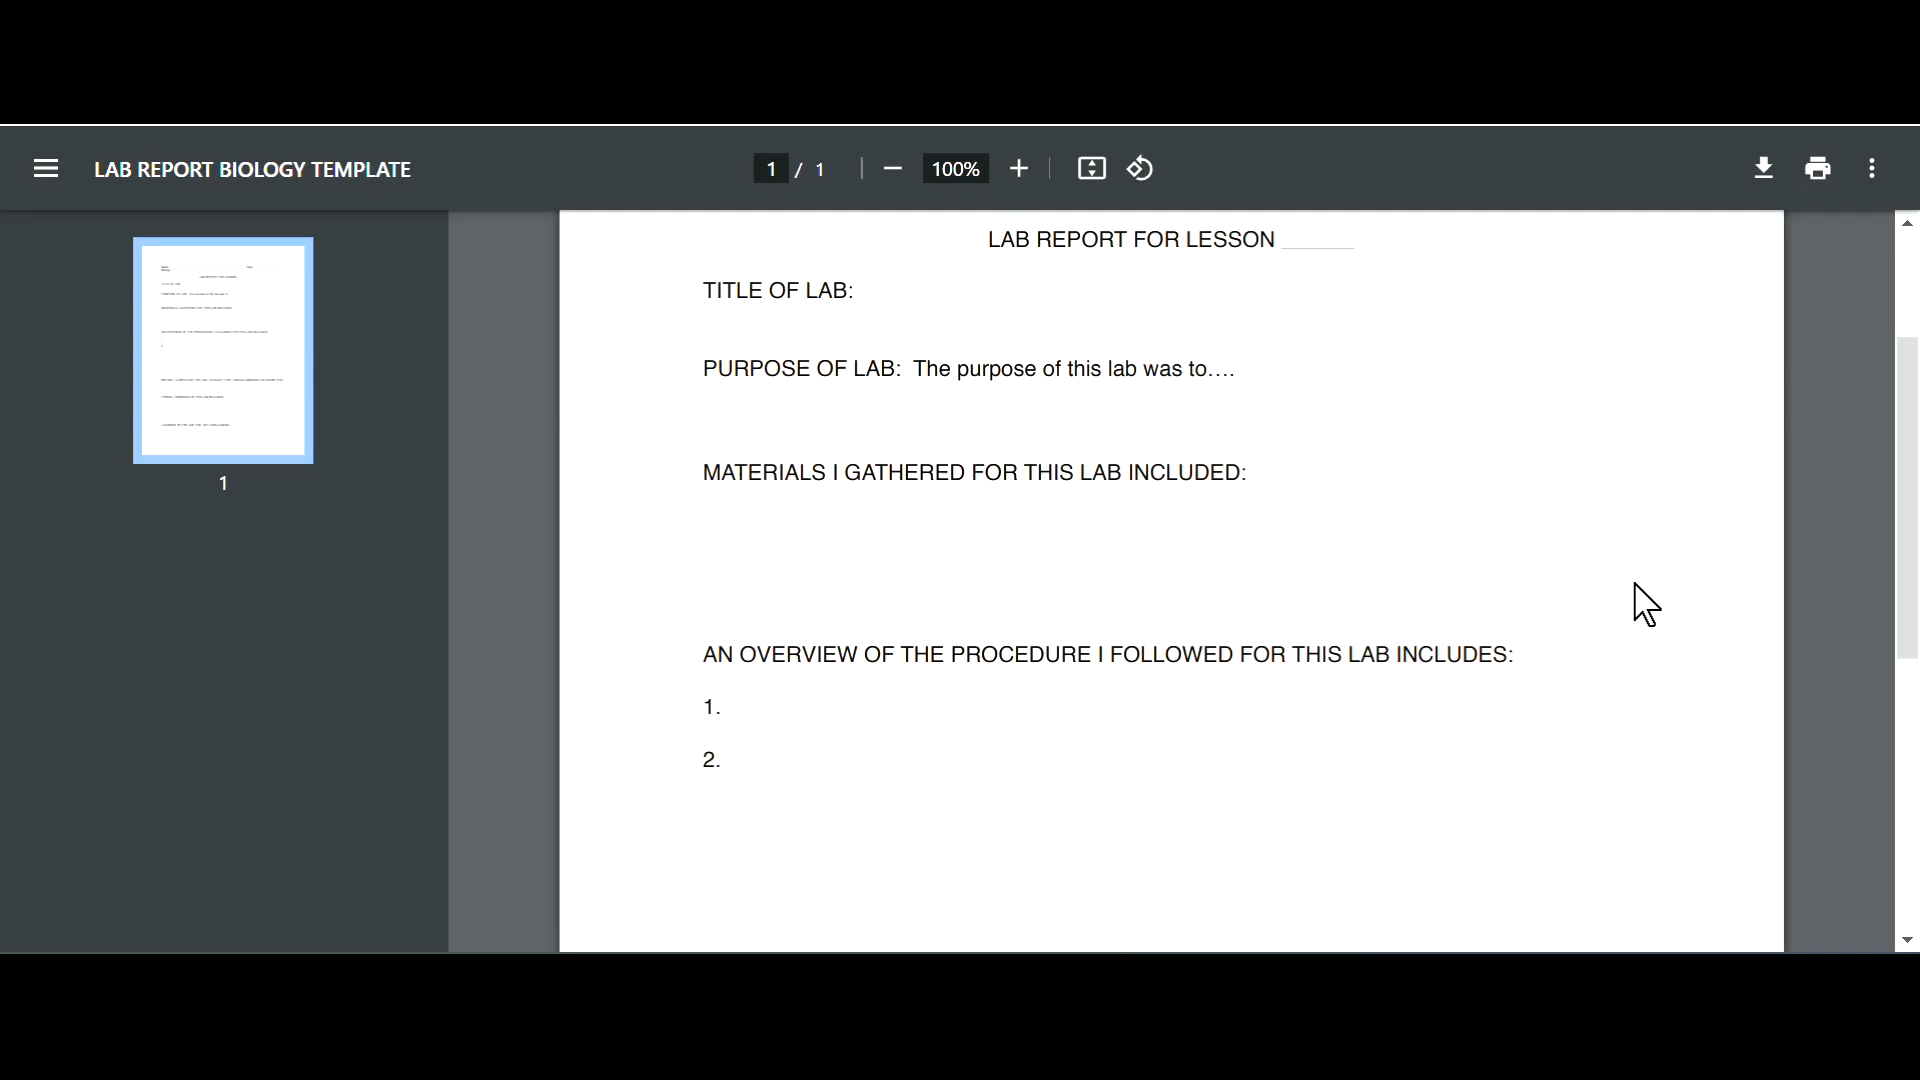 LAB REPORT BIOLOGY TEMPLATE
1 / 1
100%
1
LAB REPORT FOR LESSON ______
TITLE OF LAB:
PURPOSE OF LAB: The purpose of this lab was to....
MATERIALS I GATHERED FOR THIS LAB INCLUDED:
AN OVERVIEW OF THE PROCEDURE I FOLLOWED FOR THIS LAB INCLUDES:
1.
2.